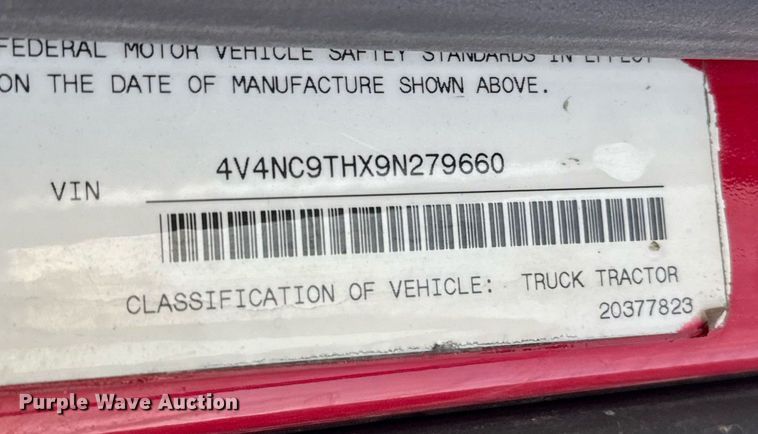 FEDERAL MOTOR VEHICLE SAFTEY STANDARDS IN EFFECT
ON THE DATE OF MANUFACTURE SHOWN ABOVE.
VIN 4V4NC9THX9N279660
CLASSIFICATION OF VEHICLE: TRUCK TRACTOR
20377823
Purple Wave Auction